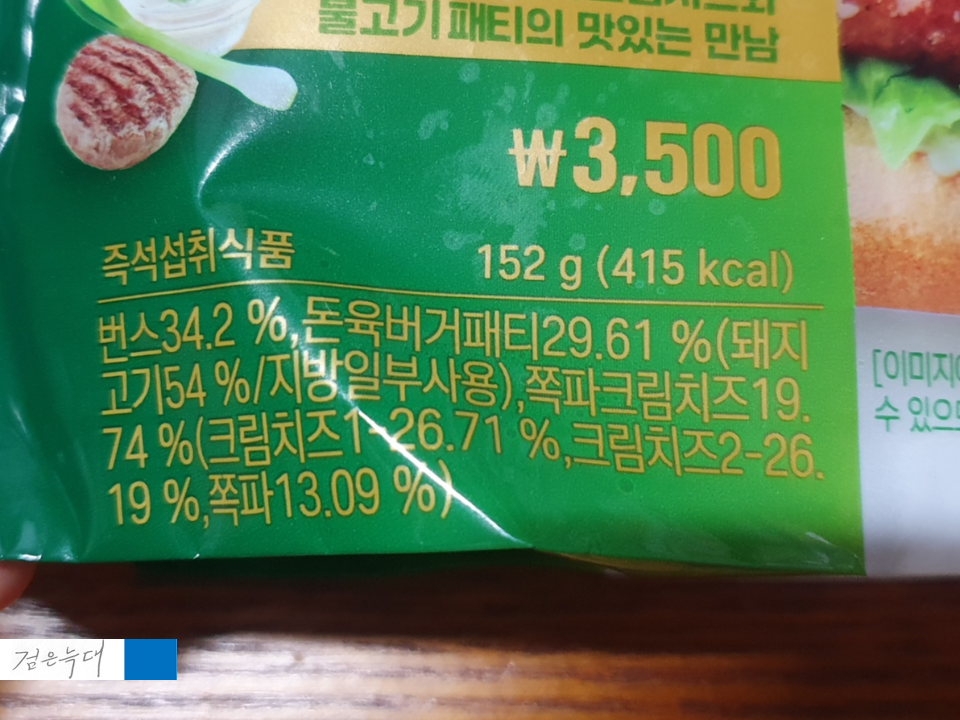 불고기 패티의 맛있는 만남
₩3,500
즉석섭취식품 152 g (415 kcal)
번스34.2 %,돈육버거패티29.61 %(돼지
고기54 %/지방일부사용),쪽파크림치즈19.
74 %(크림치즈1-26.71 %,크림치즈2-26.
19 %,쪽파13.09 %)
[이미지
수 있으
검은늑대